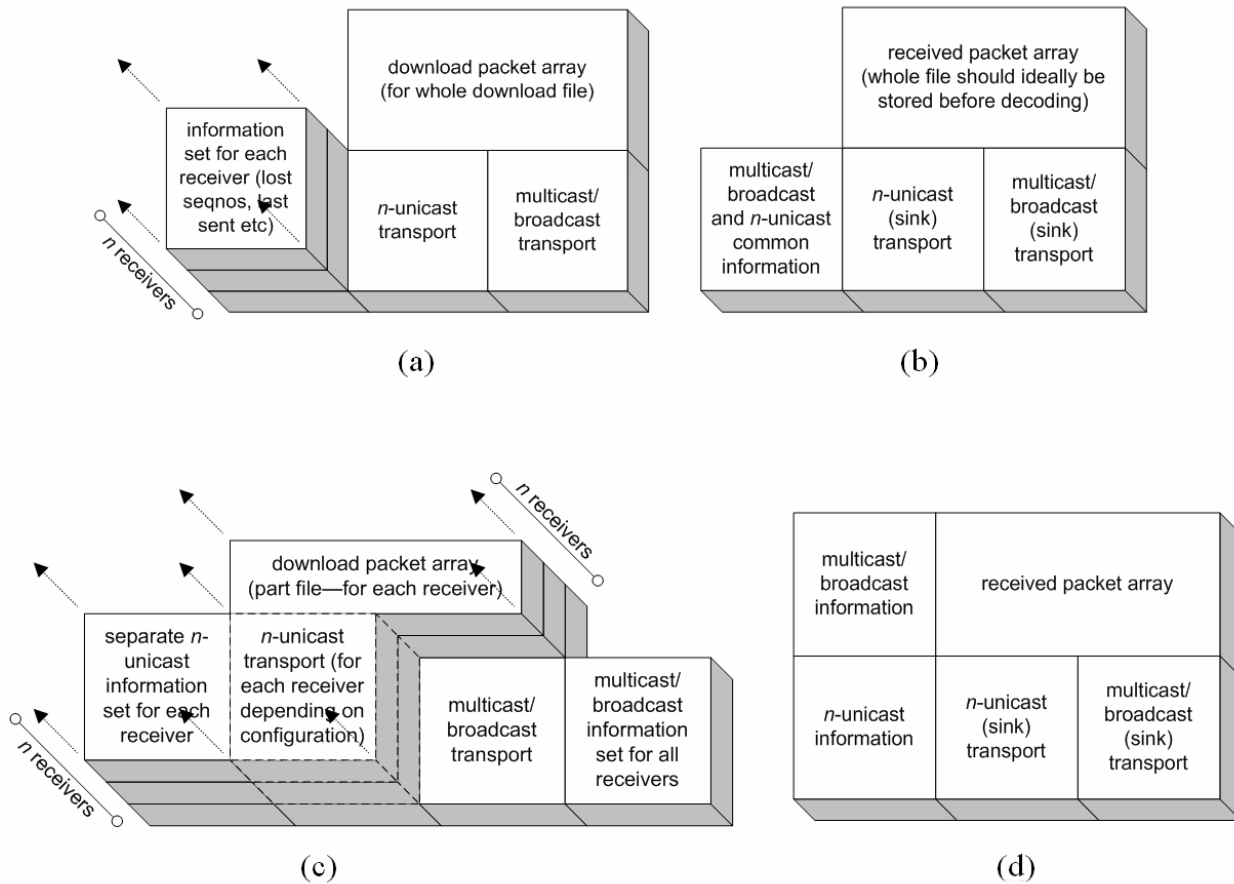 download packet array
(for whole download file)
information
set for each
receiver (lost
seqnos, last
sent etc)
n-unicast
transport
multicast/
broadcast
transport
n receivers
(a)
received packet array
(whole file should ideally be
stored before decoding)
multicast/
broadcast
and n-unicast
common
information
n-unicast
(sink)
transport
multicast/
broadcast
(sink)
transport
(b)
n receivers
download packet array
(part file—for each receiver)
separate n-
unicast
information
set for each
receiver
n-unicast
transport (for
each receiver
depending on
configuration)
multicast/
broadcast
transport
multicast/
broadcast
information
set for all
receivers
n receivers
(c)
multicast/
broadcast
information
received packet array
n-unicast
information
n-unicast
(sink)
transport
multicast/
broadcast
(sink)
transport
(d)